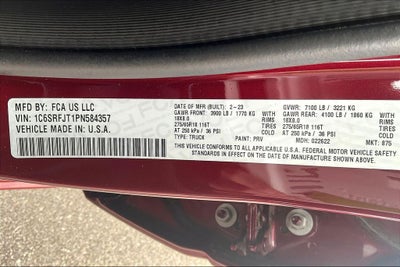 MFD BY: FCA US LLC
VIN: 1C6SRFJT1PN584357
VEHICLE MADE IN: U.S.A.
DATE OF MFR. (BUILT): 2-23 GVWR: 7100 LB / 3221 KG
GAWR FRONT: 3900 LB / 1770 KG WITH GAWR REAR: 4100 LB / 1860 KG WITH
18X8.0 RIMS 18X8.0 RIMS
275/65R18 116T TIRES 275/65R18 116T TIRES
AT 250 kPa / 36 PSI AT 250 kPa / 36 PSI
TYPE: TRUCK PAINT: PRV MDH: 022622 MKT: 875
THIS VEHICLE CONFORMS TO ALL APPLICABLE U.S.A. FEDERAL MOTOR VEHICLE SAFETY
STANDARDS IN EFFECT ON THE DATE OF MANUFACTURE SHOWN ABOVE.